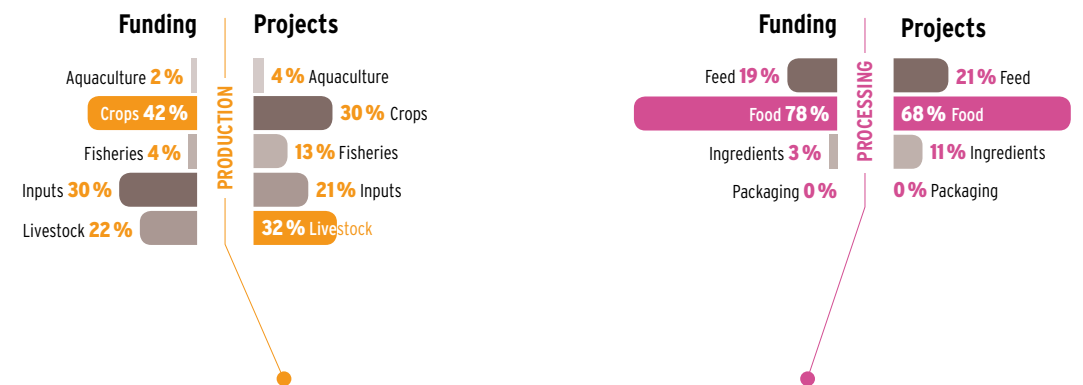 Funding
Projects
Aquaculture 2 %
4 % Aquaculture
Crops 42 %
30 % Crops
Fisheries 4 %
13 % Fisheries
Inputs 30 %
21 % Inputs
Livestock 22 %
32 % Livestock
PRODUCTION
Funding
Projects
Feed 19 %
21 % Feed
Food 78 %
68 % Food
Ingredients 3 %
11 % Ingredients
Packaging 0 %
0 % Packaging
PROCESSING